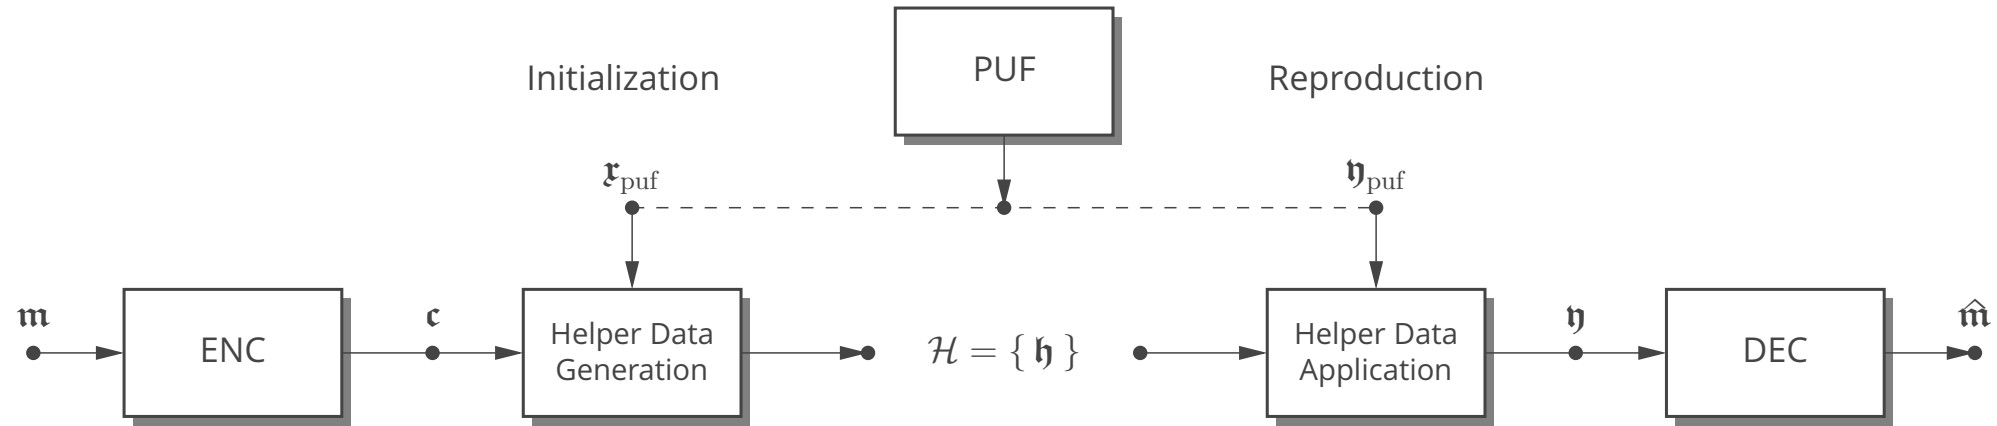 PUF
Initialization
Reproduction
𝔵puf
𝔶puf
𝔪
ENC
𝔠
Helper Data
Generation
ℋ = { 𝔥 }
Helper Data
Application
𝔶
DEC
𝔪̂